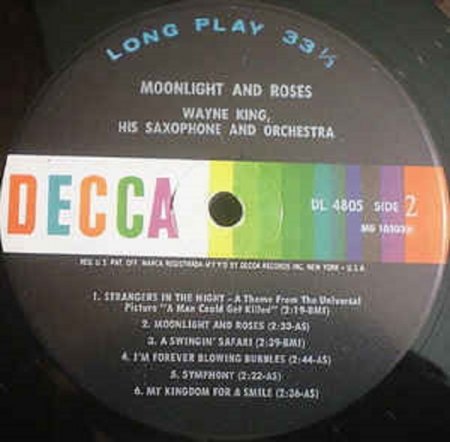 LONG PLAY 33⅓
MOONLIGHT AND ROSES
WAYNE KING,
HIS SAXOPHONE AND ORCHESTRA
DECCA
DL 4805 SIDE 2
MG
REG U.S. PAT. OFF. MARCA REGISTRADA MF'D BY DECCA RECORDS INC. NEW YORK - U.S.A.
1. STRANGERS IN THE NIGHT - A Theme From The Universal
Picture "A Man Could Get Killed" (2:19-BMI)
2. MOONLIGHT AND ROSES (2:33-AS)
3. A SWINGIN' SAFARI (2:39-BMI)
4. I'M FOREVER BLOWING BUBBLES (2:44-AS)
5. SYMPHONY (2:22-AS)
6. MY KINGDOM FOR A SMILE (2:36-AS)